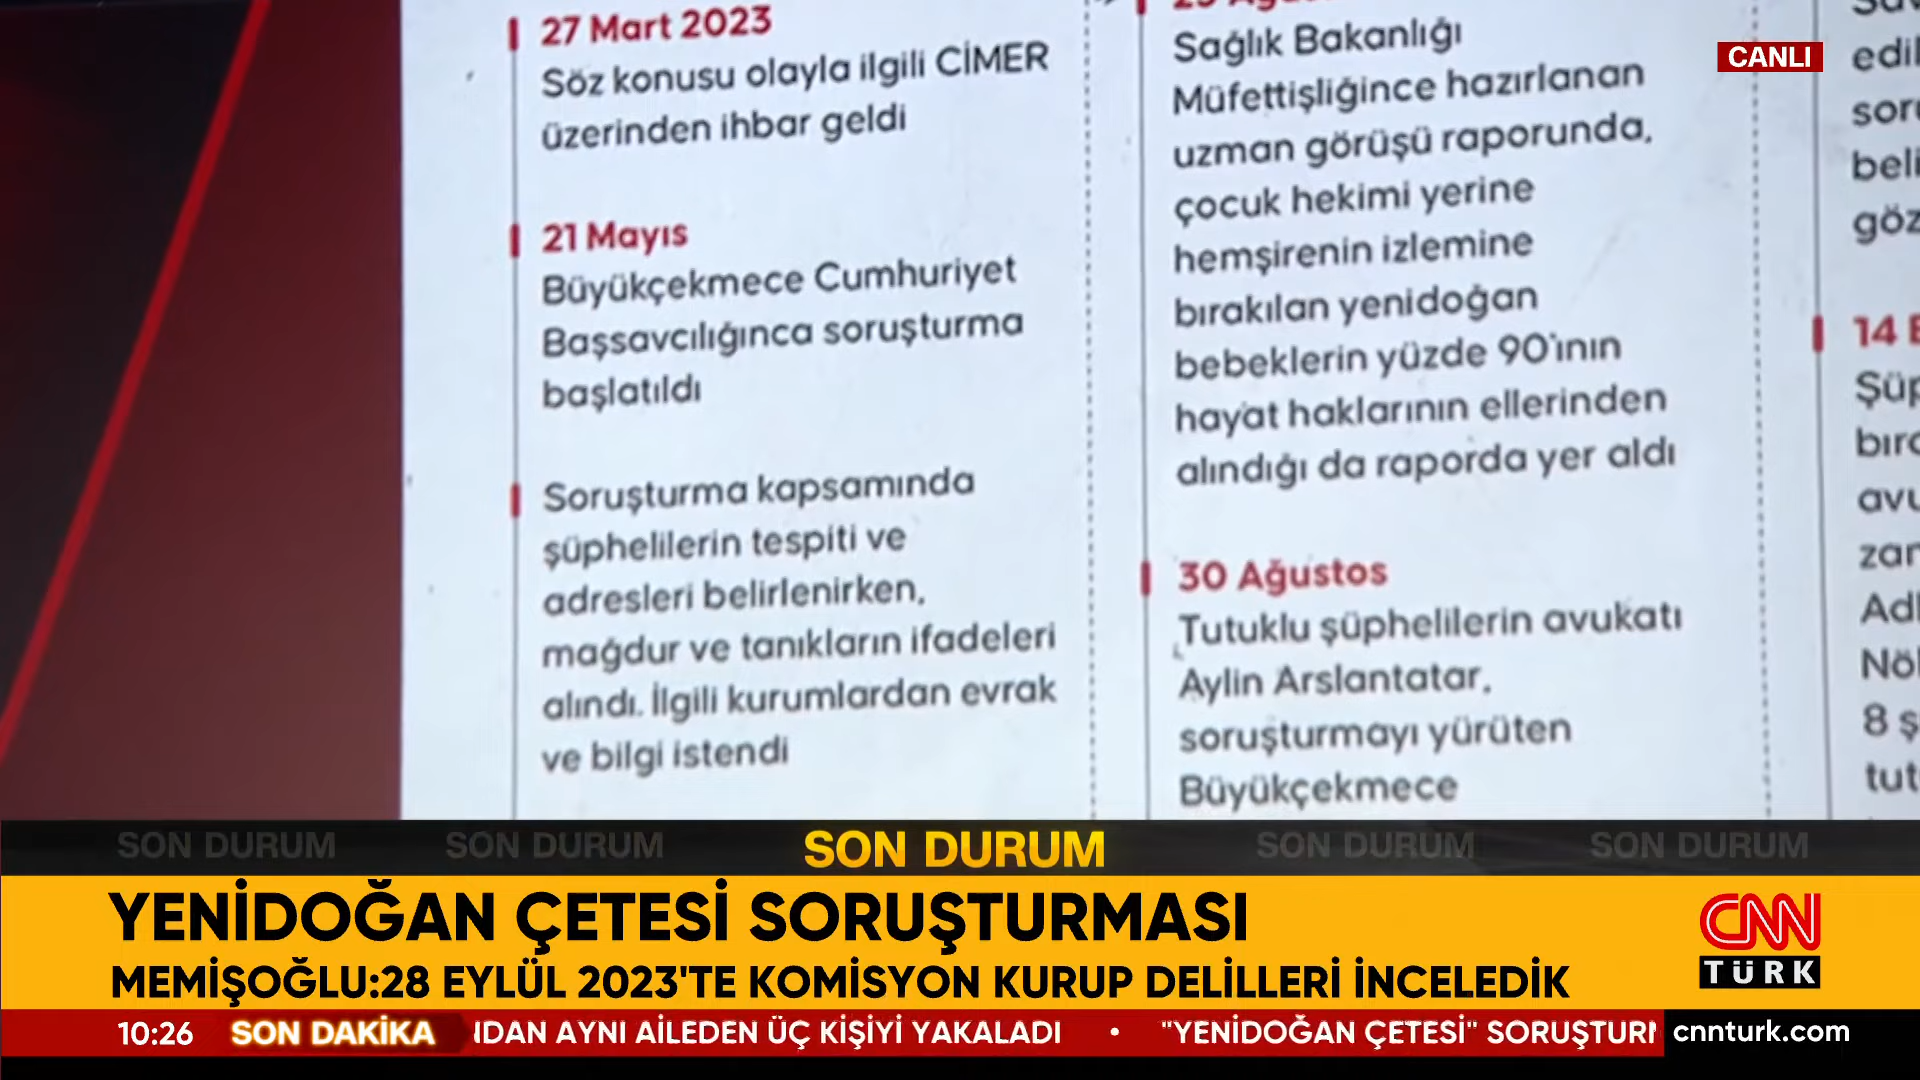 27 Mart 2023
Söz konusu olayla ilgili CİMER
üzerinden ihbar geldi
21 Mayıs
Büyükçekmece Cumhuriyet
Başsavcılığınca soruşturma
başlatıldı
Soruşturma kapsamında
şüphelilerin tespiti ve
adresleri belirlenirken,
mağdur ve tanıkların ifadeleri
alındı. İlgili kurumlardan evrak
ve bilgi istendi
Sağlık Bakanlığı
Müfettişliğince hazırlanan
uzman görüşü raporunda,
çocuk hekimi yerine
hemşirenin izlemine
bırakılan yenidoğan
bebeklerin yüzde 90'ının
hayat haklarının ellerinden
alındığı da raporda yer aldı
30 Ağustos
Tutuklu şüphelilerin avukatı
Aylin Arslantatar,
soruşturmayı yürüten
Büyükçekmece
14
8
CANLI
SON DURUM SON DURUM SON DURUM SON DURUM SON DURUM
YENİDOĞAN ÇETESİ SORUŞTURMASI
MEMİŞOĞLU:28 EYLÜL 2023'TE KOMİSYON KURUP DELİLLERİ İNCELEDİK
CNN
TÜRK
10:26 SON DAKİKA NDAN AYNI AİLEDEN ÜÇ KİŞİYİ YAKALADI • "YENİDOĞAN ÇETESİ" SORUŞTUR
cnnturk.com